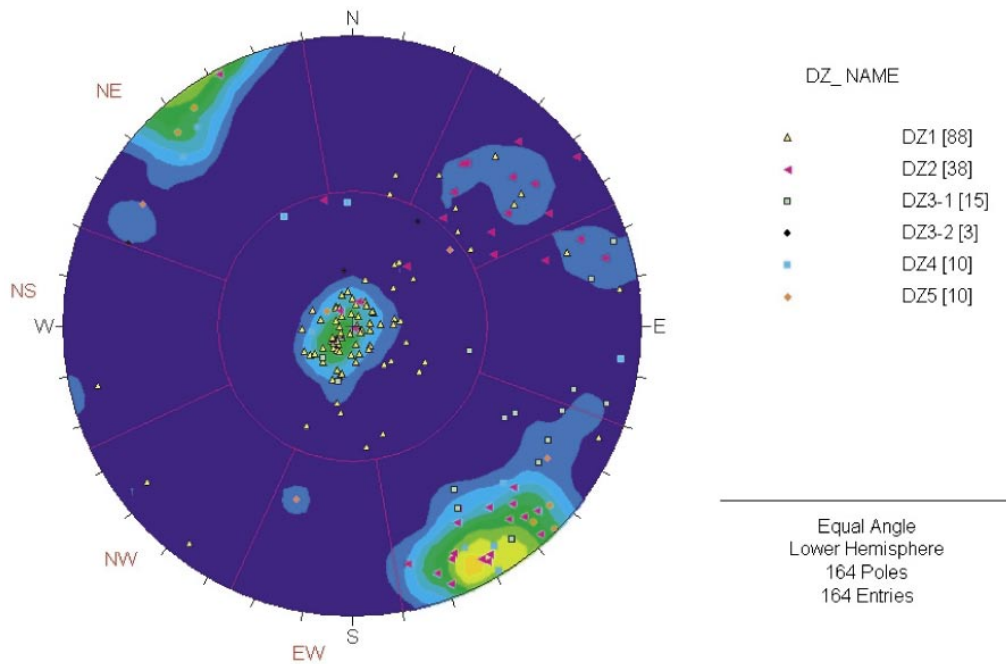 N
NE
NS
W
E
NW
EW
S
DZ_NAME
DZ1 [88]
DZ2 [38]
DZ3-1 [15]
DZ3-2 [3]
DZ4 [10]
DZ5 [10]
Equal Angle
Lower Hemisphere
164 Poles
164 Entries